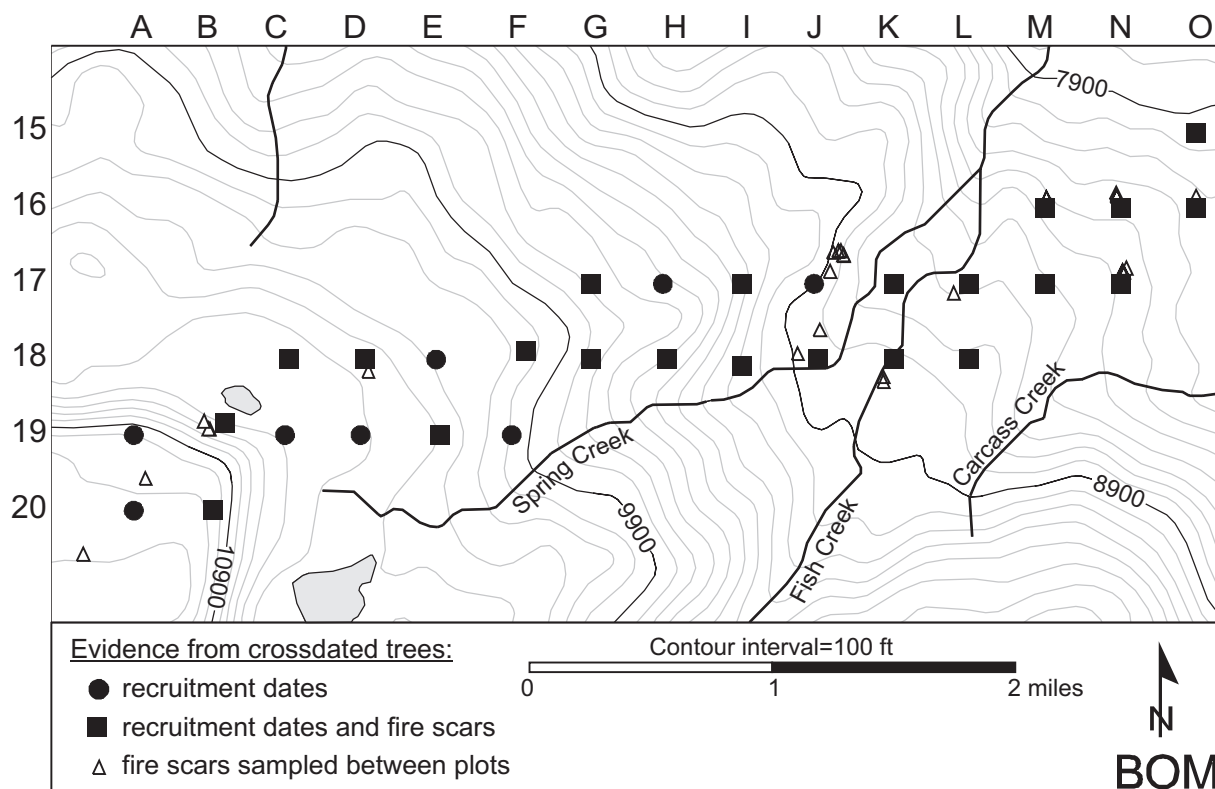 A B C D E F G H I J K L M N O
7900
15
16
17
18
19
20
Spring Creek
Carcass Creek
Fish Creek
8900
9900
10900
Evidence from crossdated trees:
recruitment dates
recruitment dates and fire scars
fire scars sampled between plots
Contour interval=100 ft
0 1 2 miles
N
BOM